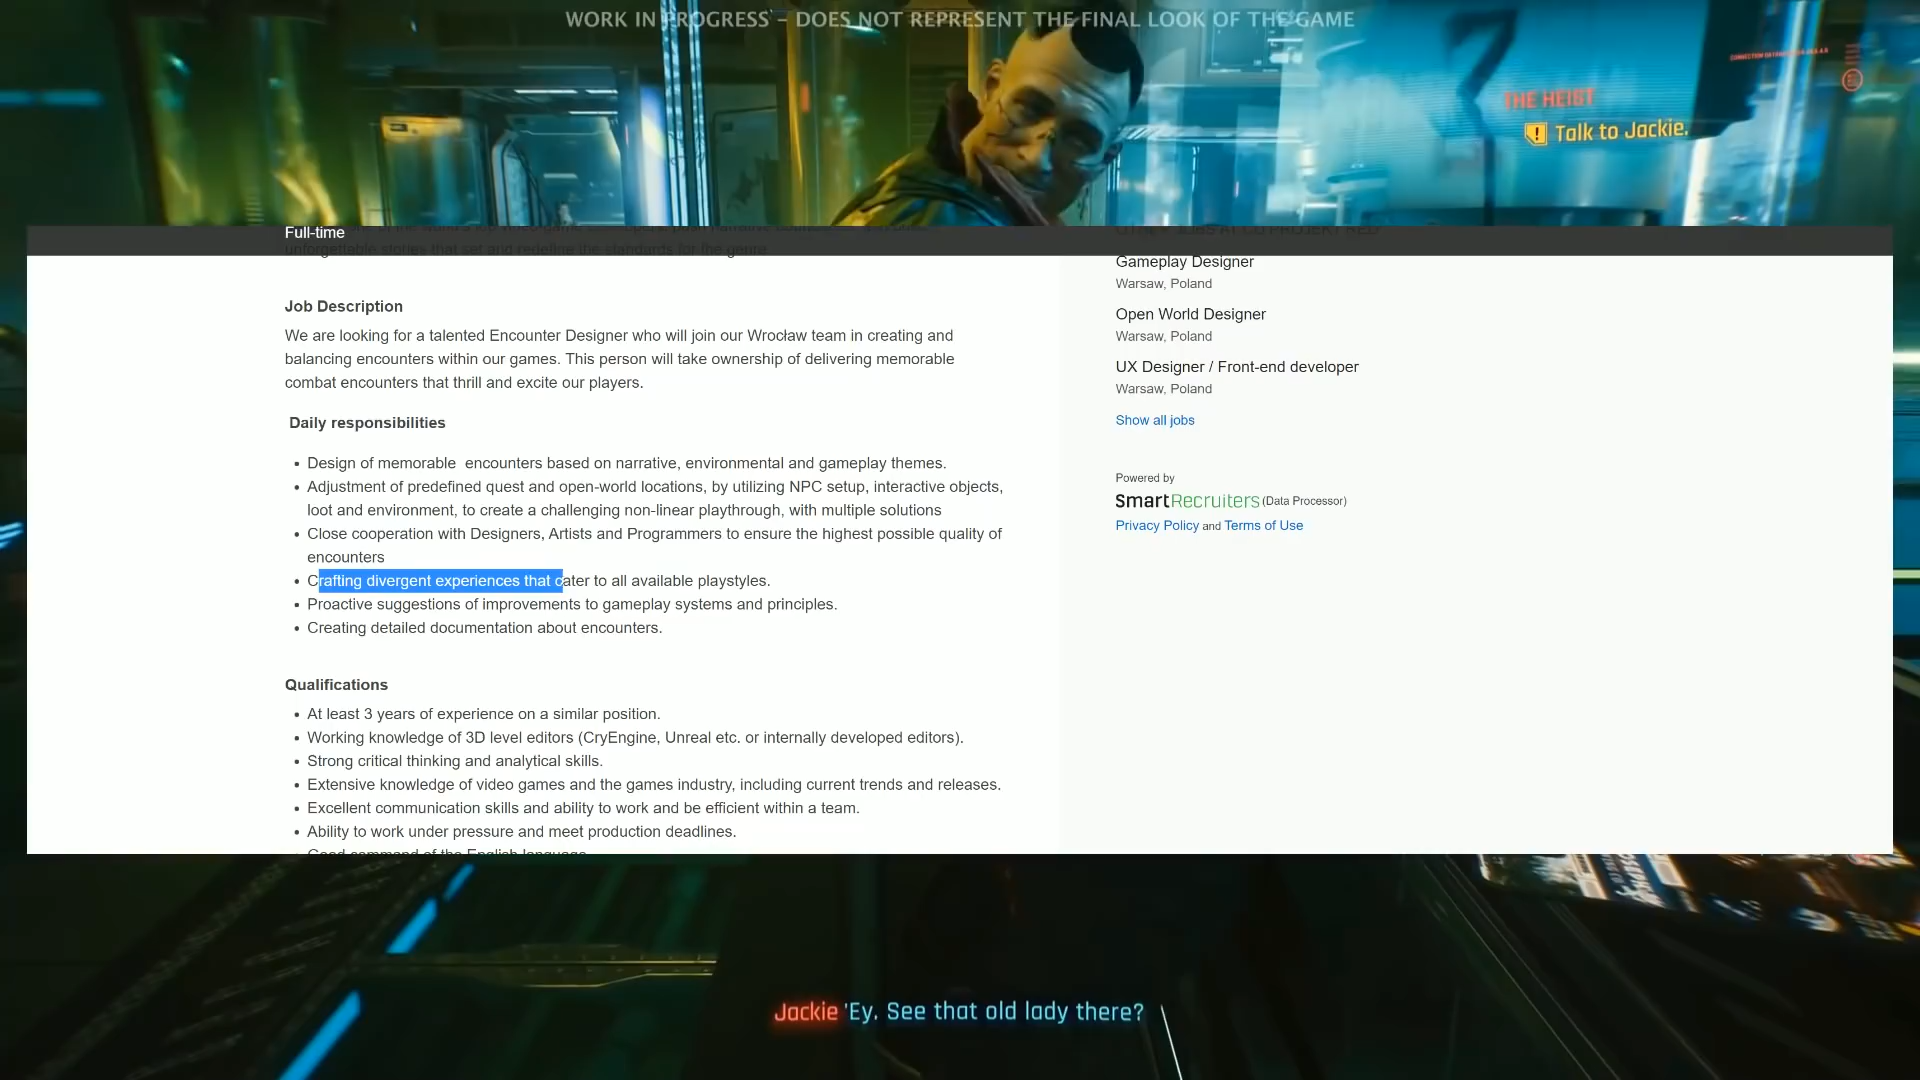 WORK IN PROGRESS - DOES NOT REPRESENT THE FINAL LOOK OF THE GAME
THE HEIST
! Talk to Jackie.
Full-time
unforgettable stories that set and redefine the standards for the genre
Job Description
We are looking for a talented Encounter Designer who will join our Wrocław team in creating and
balancing encounters within our games. This person will take ownership of delivering memorable
combat encounters that thrill and excite our players.
Daily responsibilities
• Design of memorable  encounters based on narrative, environmental and gameplay themes.
• Adjustment of predefined quest and open-world locations, by utilizing NPC setup, interactive objects,
loot and environment, to create a challenging non-linear playthrough, with multiple solutions
• Close cooperation with Designers, Artists and Programmers to ensure the highest possible quality of
encounters
• Crafting divergent experiences that cater to all available playstyles.
• Proactive suggestions of improvements to gameplay systems and principles.
• Creating detailed documentation about encounters.
Qualifications
• At least 3 years of experience on a similar position.
• Working knowledge of 3D level editors (CryEngine, Unreal etc. or internally developed editors).
• Strong critical thinking and analytical skills.
• Extensive knowledge of video games and the games industry, including current trends and releases.
• Excellent communication skills and ability to work and be efficient within a team.
• Ability to work under pressure and meet production deadlines.
• Good command of the English language
OTHER JOBS AT CD PROJEKT RED
Gameplay Designer
Warsaw, Poland
Open World Designer
Warsaw, Poland
UX Designer / Front-end developer
Warsaw, Poland
Show all jobs
Powered by
SmartRecruiters (Data Processor)
Privacy Policy and Terms of Use
Jackie 'Ey. See that old lady there?